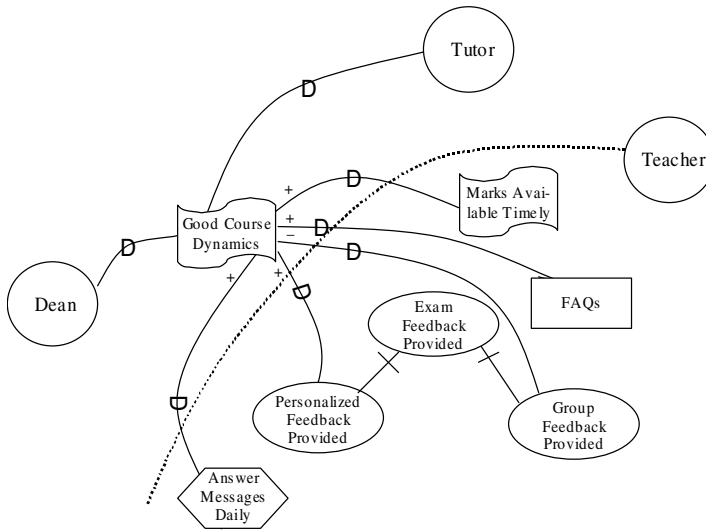 Tutor
D
Teacher
+
D
Marks Avai-
lable Timely
Good Course
Dynamics
+
D
−
D
D
+
+
D
Dean
Exam
Feedback
Provided
FAQs
Personalized
Feedback
Provided
Group
Feedback
Provided
D
Answer
Messages
Daily